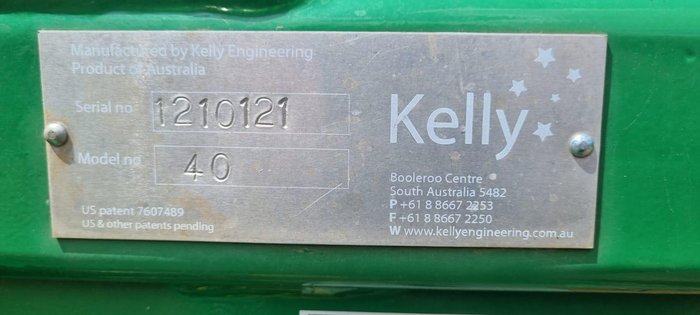 Manufactured by Kelly Engineering
Product of Australia
Serial no 1210121
Model no 40
US patent 7607489
US & other patents pending
Kelly
Booleroo Centre
South Australia 5482
P +61 8 8667 2253
F +61 8 8667 2250
W www.kellyengineering.com.au